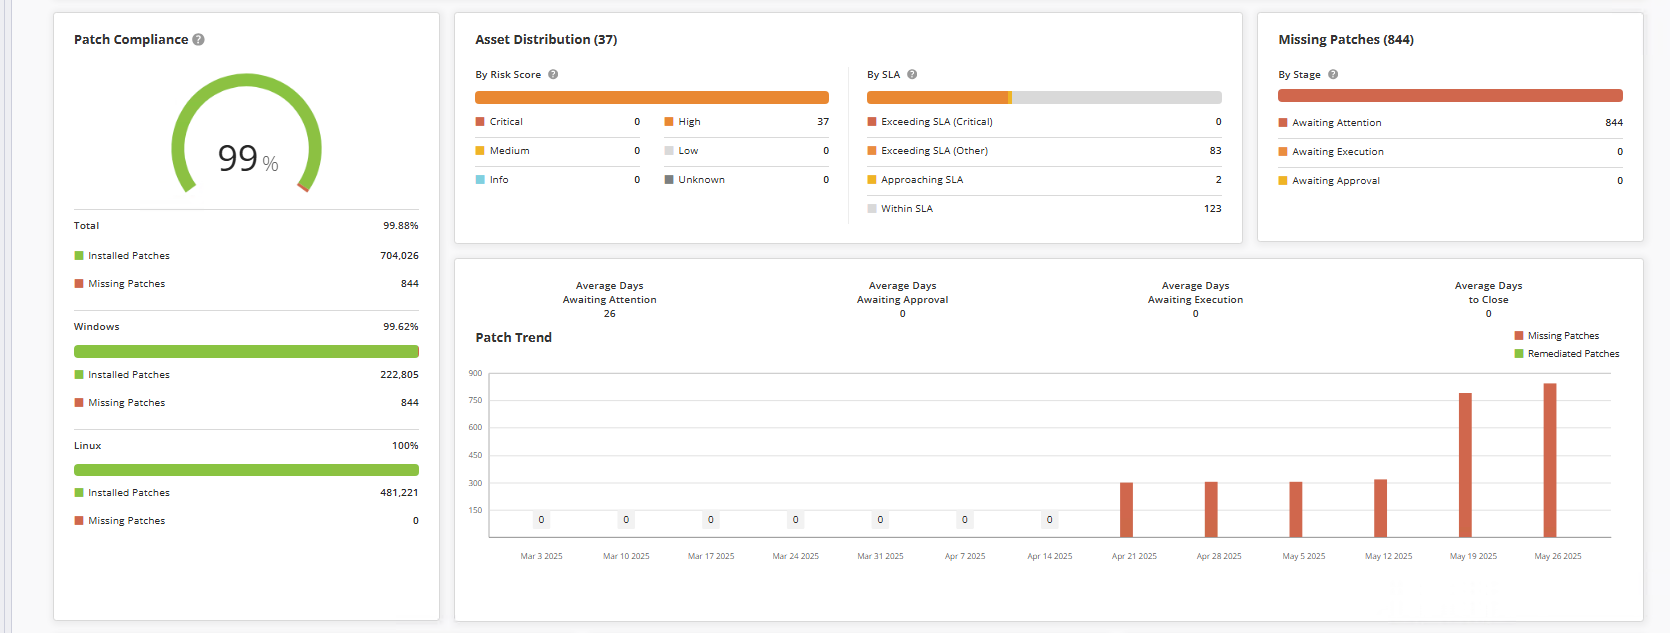 Patch Compliance ?
99 %
Total 99.88%
Installed Patches 704,026
Missing Patches 844
Windows 99.62%
Installed Patches 222,805
Missing Patches 844
Linux 100%
Installed Patches 481,221
Missing Patches 0
Asset Distribution (37)
By Risk Score ?
Critical 0 High 37
Medium 0 Low 0
Info 0 Unknown 0
By SLA ?
Exceeding SLA (Critical) 0
Exceeding SLA (Other) 83
Approaching SLA 2
Within SLA 123
Missing Patches (844)
By Stage ?
Awaiting Attention 844
Awaiting Execution 0
Awaiting Approval 0
Average Days
Awaiting Attention
26
Average Days
Awaiting Approval
0
Average Days
Awaiting Execution
0
Average Days
to Close
0
Patch Trend
Missing Patches
Remediated Patches
900
750
600
450
300
150
0 0 0 0 0 0 0
Mar 3 2025 Mar 10 2025 Mar 17 2025 Mar 24 2025 Mar 31 2025 Apr 7 2025 Apr 14 2025 Apr 21 2025 Apr 28 2025 May 5 2025 May 12 2025 May 19 2025 May 26 2025